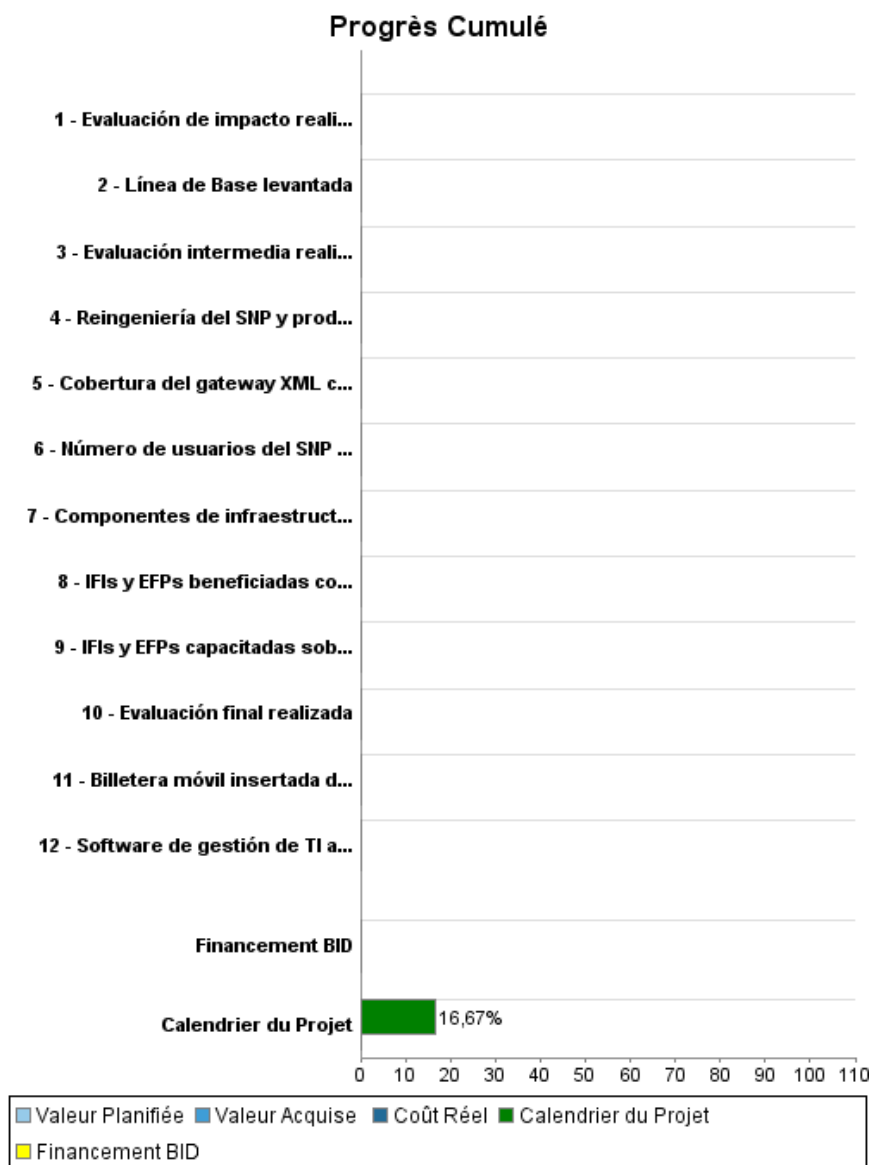 Progrès Cumulé
1 - Evaluación de impacto reali...
2 - Línea de Base levantada
3 - Evaluación intermedia reali...
4 - Reingeniería del SNP y prod...
5 - Cobertura del gateway XML c...
6 - Número de usuarios del SNP ...
7 - Componentes de infraestruct...
8 - IFIs y EFPs beneficiadas co...
9 - IFIs y EFPs capacitadas sob...
10 - Evaluación final realizada
11 - Billetera móvil insertada d...
12 - Software de gestión de TI a...
Financement BID
Calendrier du Projet 16,67%
0 10 20 30 40 50 60 70 80 90 100 110
Valeur Planifiée Valeur Acquise Coût Réel Calendrier du Projet
Financement BID